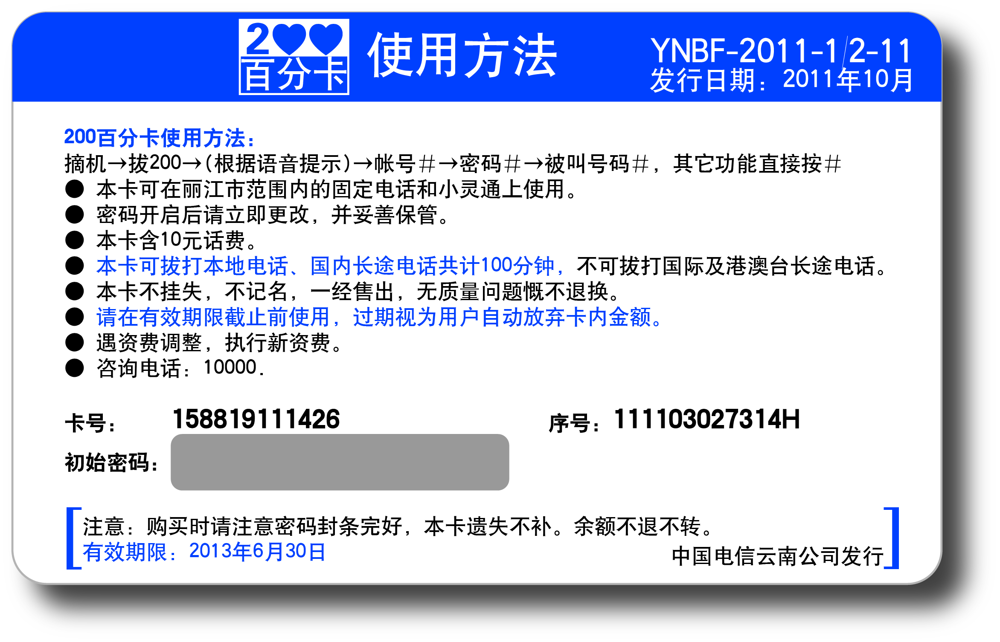 2♥♥
百分卡
使用方法
YNBF-2011-1/2-11
发行日期：2011年10月
200百分卡使用方法：
摘机→拔200→(根据语音提示)→帐号#→密码#→被叫号码#，其它功能直接按#
● 本卡可在丽江市范围内的固定电话和小灵通上使用。
● 密码开启后请立即更改，并妥善保管。
● 本卡含10元话费。
● 本卡可拔打本地电话、国内长途电话共计100分钟，不可拔打国际及港澳台长途电话。
● 本卡不挂失，不记名，一经售出，无质量问题慨不退换。
● 请在有效期限截止前使用，过期视为用户自动放弃卡内金额。
● 遇资费调整，执行新资费。
● 咨询电话：10000.
卡号： 158819111426 序号：111103027314H
初始密码：
注意：购买时请注意密码封条完好，本卡遗失不补。余额不退不转。
有效期限：2013年6月30日
中国电信云南公司发行